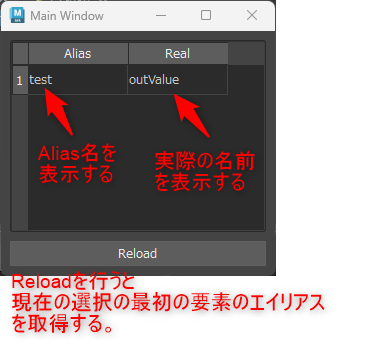 Main Window
Alias Real
1 test outValue
Alias名を
表示する
実際の名前
を表示する
Reload
Reloadを行うと
現在の選択の最初の要素のエイリアス
を取得する。